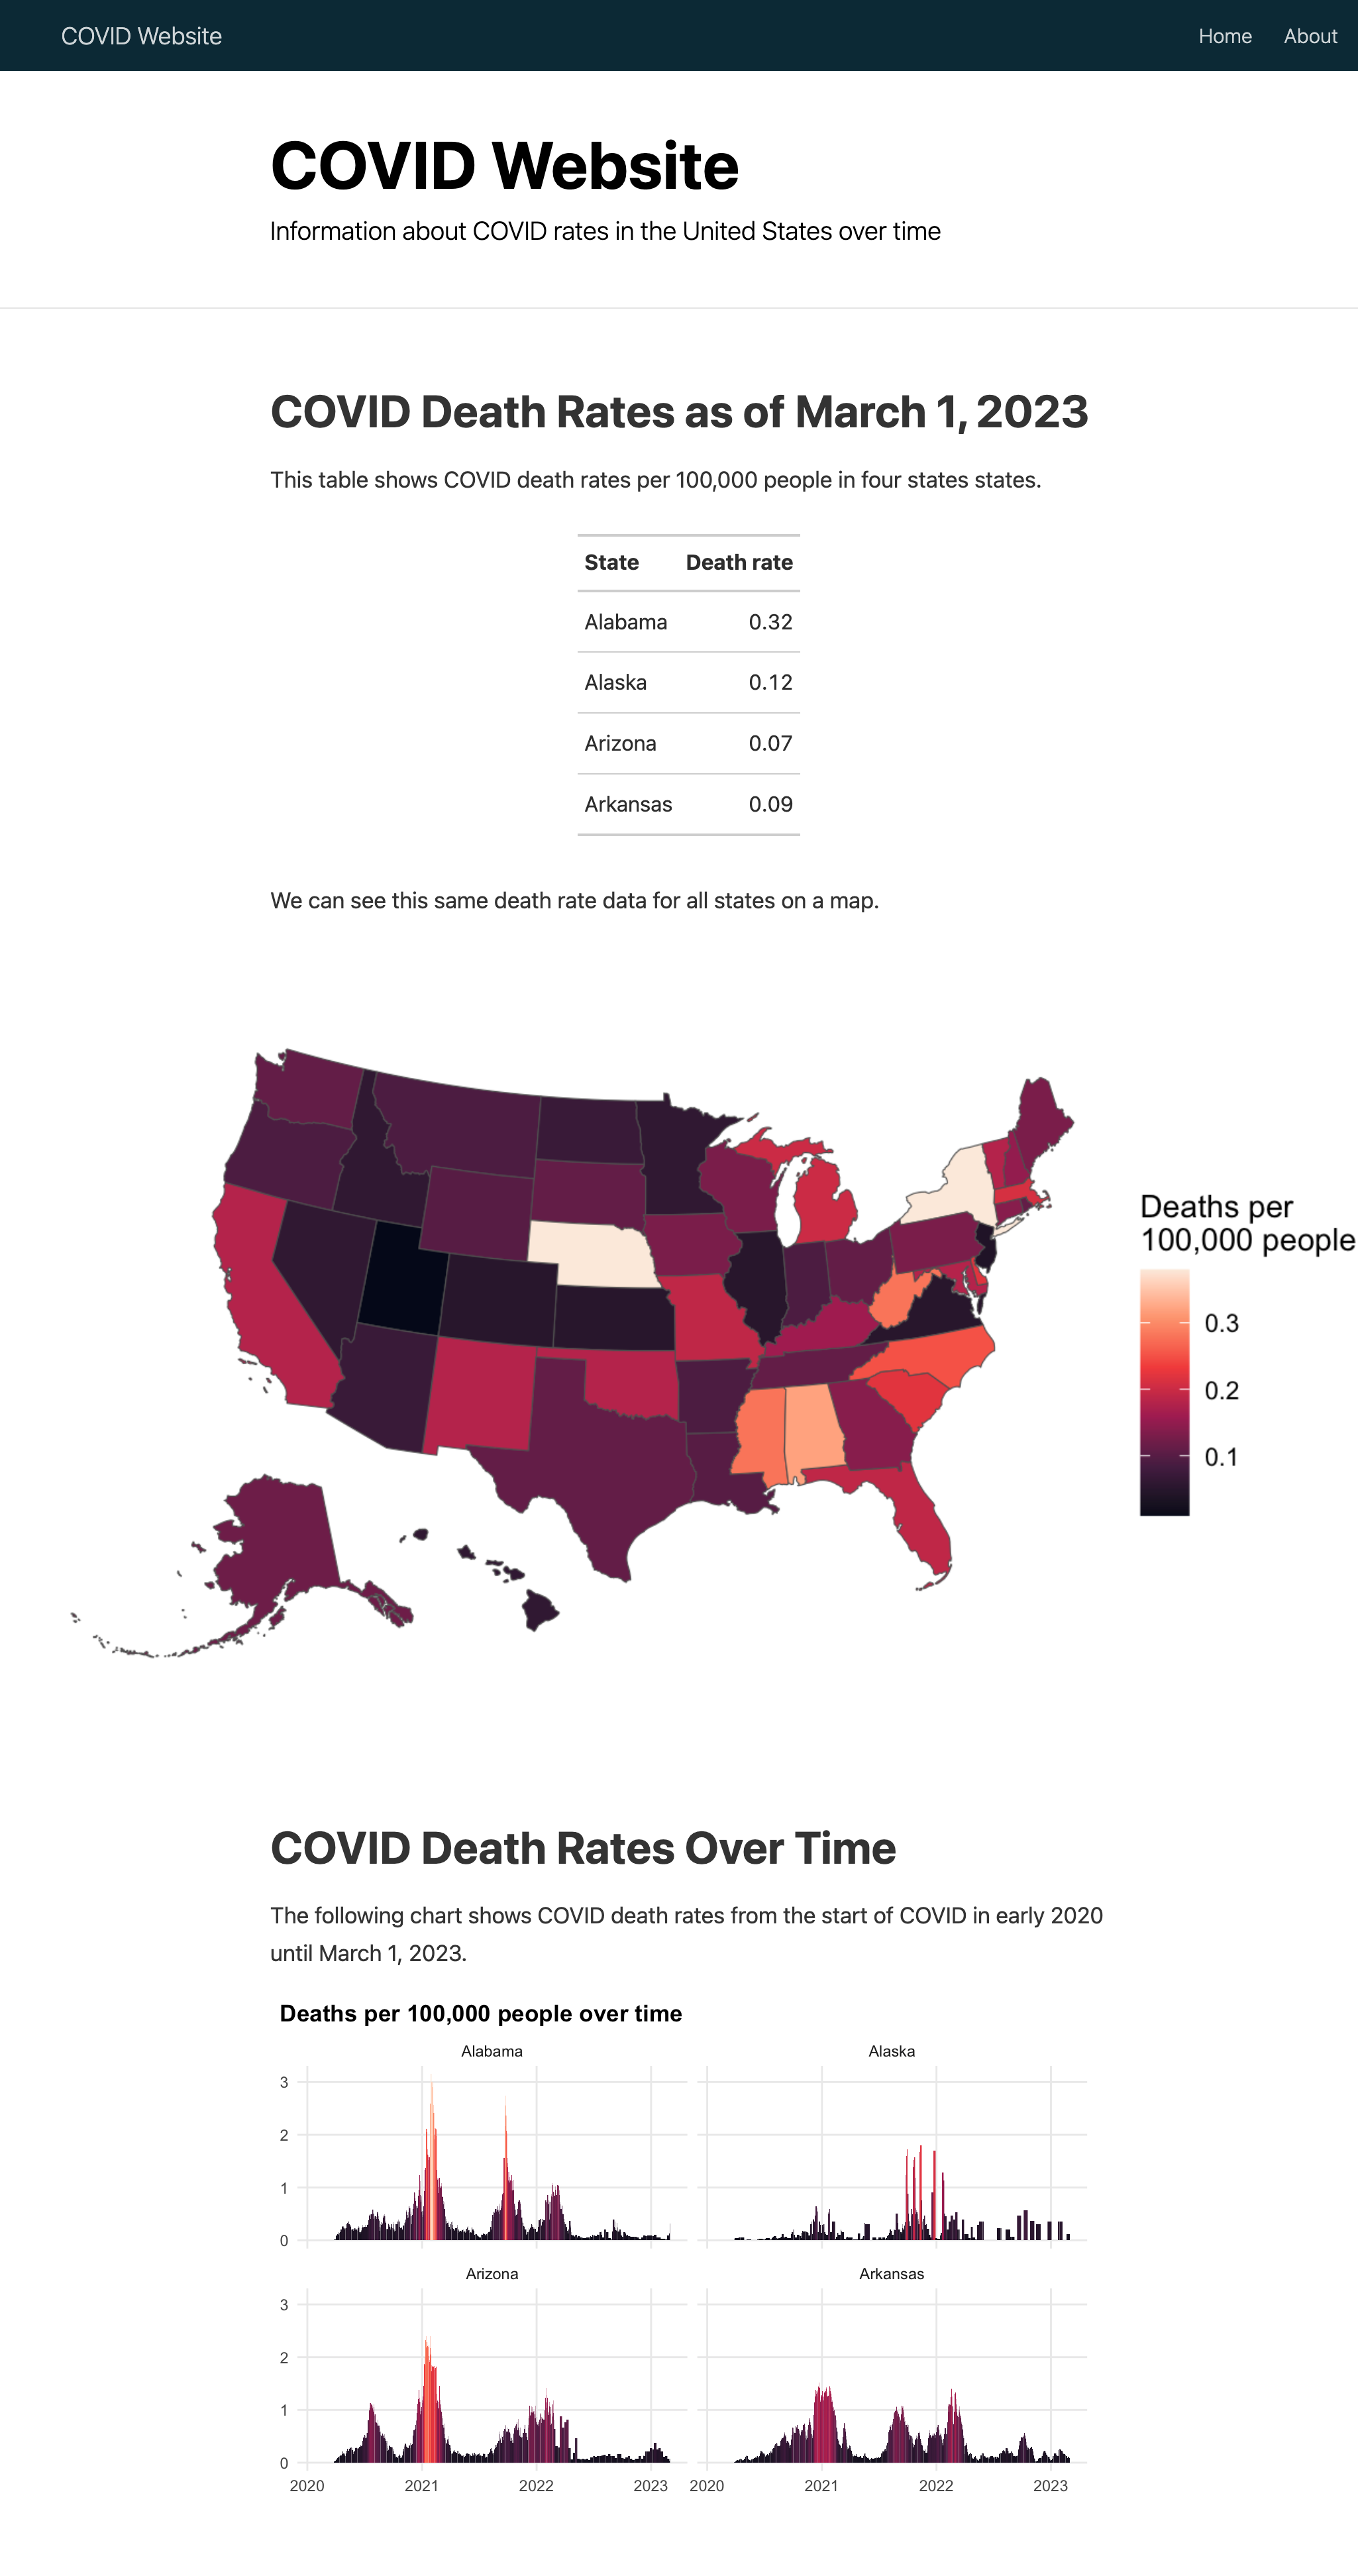 COVID Website
Home About
COVID Website
Information about COVID rates in the United States over time
COVID Death Rates as of March 1, 2023
This table shows COVID death rates per 100,000 people in four states states.
State Death rate
Alabama 0.32
Alaska 0.12
Arizona 0.07
Arkansas 0.09
We can see this same death rate data for all states on a map.
Deaths per
100,000 people
0.3
0.2
0.1
COVID Death Rates Over Time
The following chart shows COVID death rates from the start of COVID in early 2020
until March 1, 2023.
Deaths per 100,000 people over time
Alabama Alaska
3
2
1
0
Arizona Arkansas
3
2
1
0
2020 2021 2022 2023 2020 2021 2022 2023